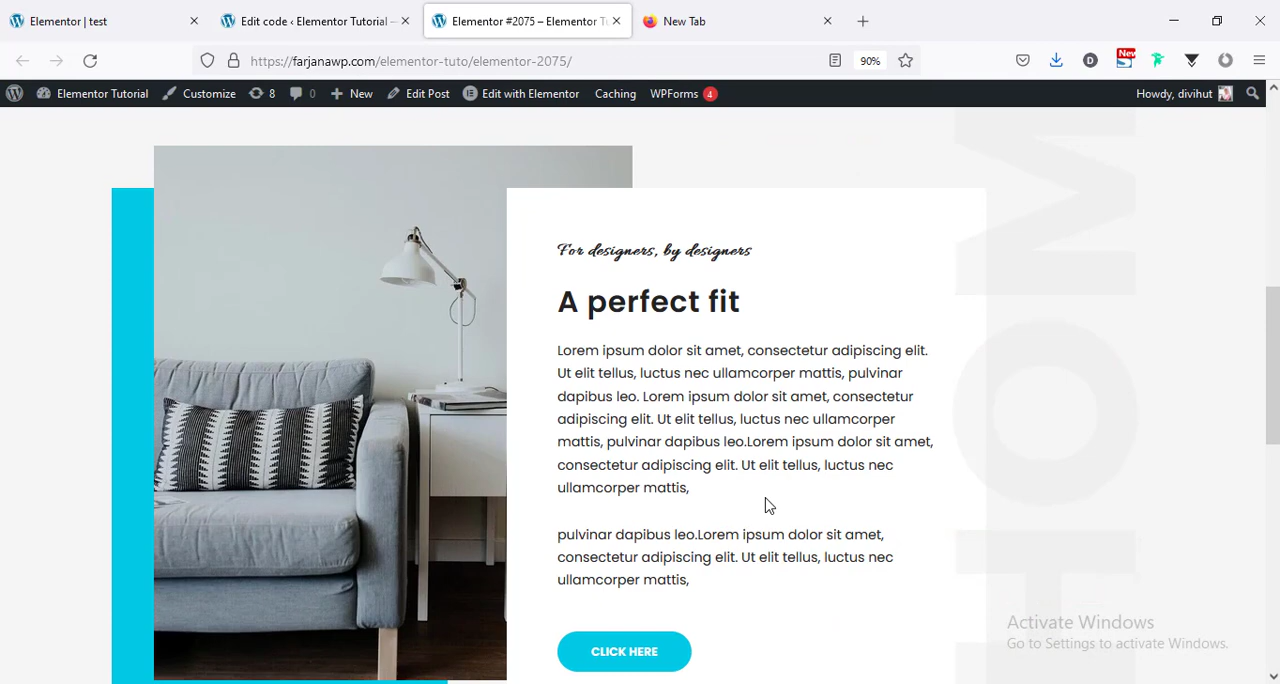 Elementor | test
Edit code ‹ Elementor Tutorial —
Elementor #2075 – Elementor Tu
New Tab
https://farjanawp.com/elementuur-tutc/elementor-2075/
90%
New
Elementor Tutorial
Customize
8
0
New
Edit Post
Edit with Elementor
Caching
WPForms 4
Howdy, divihut
For designers, by designers
A perfect fit
Lorem ipsum dolor sit amet, consectetur adipiscing elit.
Ut elit tellus, luctus nec ullamcorper mattis, pulvinar
dapibus leo. Lorem ipsum dolor sit amet, consectetur
adipiscing elit. Ut elit tellus, luctus nec ullamcorper
mattis, pulvinar dapibus leo.Lorem ipsum dolor sit amet,
consectetur adipiscing elit. Ut elit tellus, luctus nec
ullamcorper mattis,
pulvinar dapibus leo.Lorem ipsum dolor sit amet,
consectetur adipiscing elit. Ut elit tellus, luctus nec
ullamcorper mattis,
CLICK HERE
HOM
Activate Windows
Go to Settings to activate Windows.